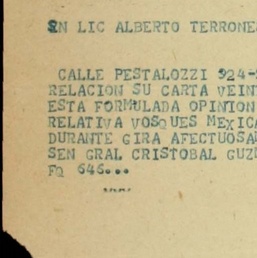 SN LIC ALBERTO TERRONE
CALLE PESTALOZZI 924-
RELACION SU CARTA VEIN
ESTA FORMULADA OPINION
RELATIVA VOSQUES MEXICA
DURANTE GIRA AFECTUOSA
SEN GRAL CRISTOBAL GUZ
FQ 646...